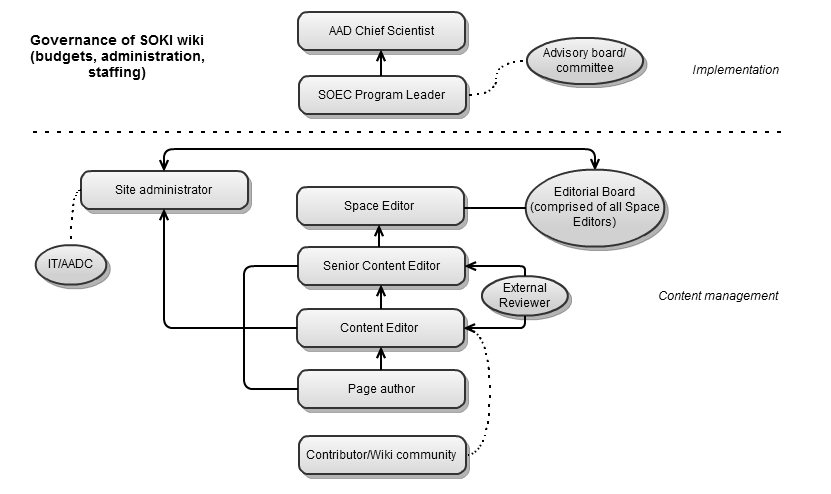 Governance of SOKI wiki
(budgets, administration,
staffing)
AAD Chief Scientist
SOEC Program Leader
Advisory board/
committee
Implementation
Site administrator
Space Editor
Editorial Board
(comprised of all Space
Editors)
IT/AADC
Senior Content Editor
External
Reviewer
Content management
Content Editor
Page author
Contributor/Wiki community